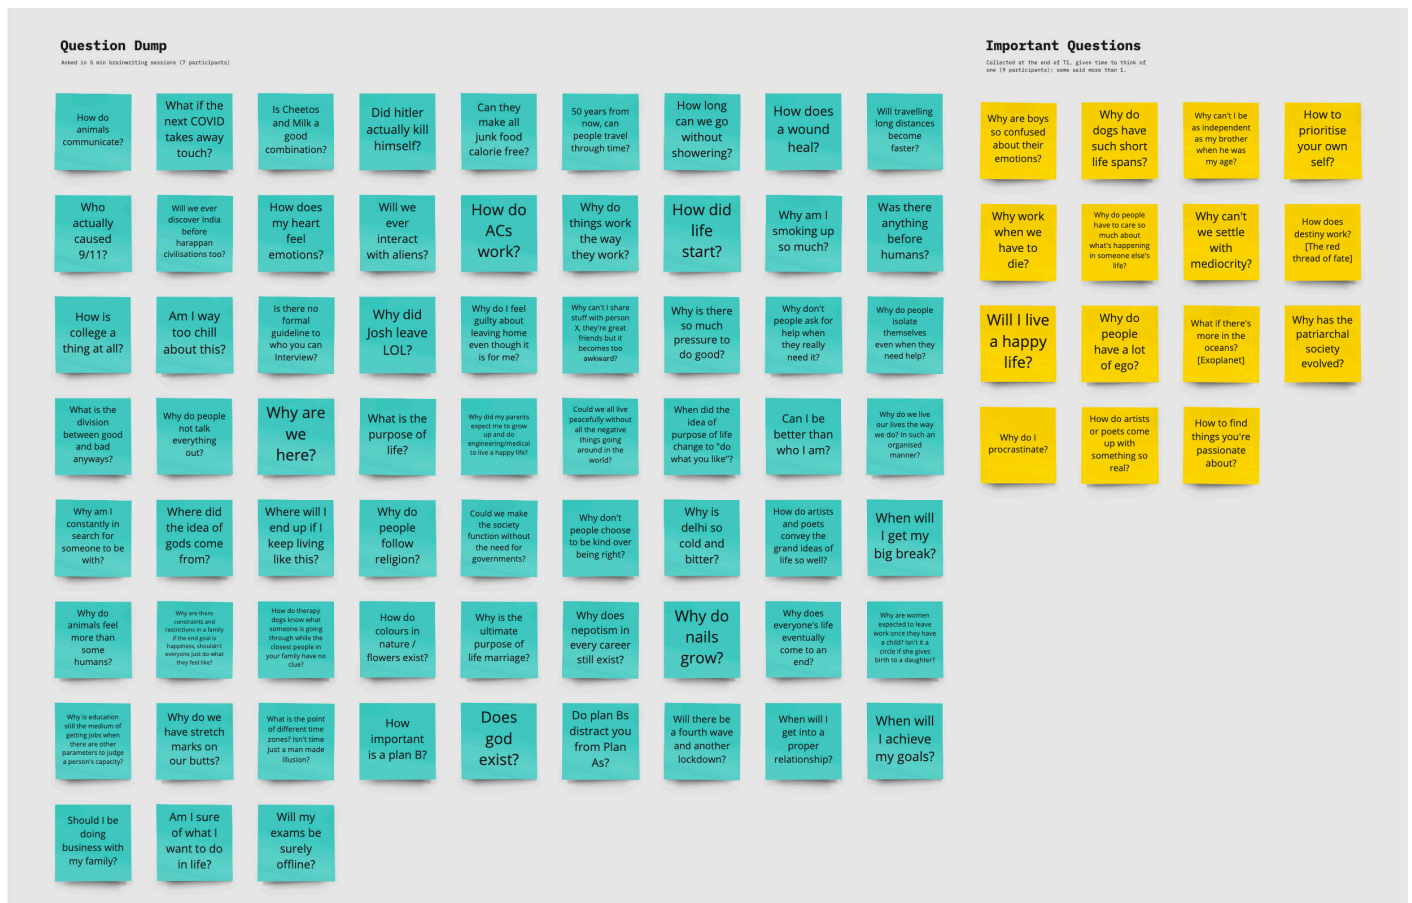 Question Dump
Asked in 5 min brainwriting sessions (7 participants)
How do
animals
communicate?
What if the
next COVID
takes away
touch?
Is Cheetos
and Milk a
good
combination?
Did hitler
actually kill
himself?
Can they
make all
junk food
calorie free?
50 years from
now, can
people travel
through time?
How long
can we go
without
showering?
How does
a wound
heal?
Will travelling
long distances
become
faster?
Who
actually
caused
9/11?
Will we ever
discover India
before
harappan
civilisations too?
How does
my heart
feel
emotions?
Will we
ever
interact
with aliens?
How do
ACs
work?
Why do
things work
the way
they work?
How did
life
start?
Why am I
smoking up
so much?
Was there
anything
before
humans?
How is
college a
thing at all?
Am I way
too chill
about this?
Is there no
formal
guideline to
who you can
Interview?
Why did
Josh leave
LOL?
Why do I feel
guilty about
leaving home
even though it
is for me?
Why can't I share
stuff with person
X, they're great
friends but it
becomes too
awkward?
Why is there
so much
pressure to
do good?
Why don't
people ask for
help when
they really
need it?
Why do people
isolate
themselves
even when they
need help?
What is the
division
between good
and bad
anyways?
Why do people
not talk
everything
out?
Why are
we
here?
What is the
purpose of
life?
Why did my parents
expect me to grow
up and do
engineering/medical
to live a happy life?
Could we all live
peacefully without
all the negative
things going
around in the
world?
When did the
idea of
purpose of life
change to "do
what you like"?
Can I be
better than
who I am?
Why do we live
our lives the way
we do? In such an
organised
manner?
Why am I
constantly in
search for
someone to be
with?
Where did
the idea of
gods come
from?
Where will I
end up if I
keep living
like this?
Why do
people
follow
religion?
Could we make
the society
function without
the need for
governments?
Why don't
people choose
to be kind over
being right?
Why is
delhi so
cold and
bitter?
How do artists
and poets
convey the
grand ideas of
life so well?
When will
I get my
big break?
Why do
animals feel
more than
some
humans?
Why are there
constraints and
restrictions in a family
if the end goal is
happiness, shouldn't
everyone just do what
they feel like?
How do therapy
dogs know what
someone is going
through while the
closest people in
your family have no
clue?
How do
colours in
nature /
flowers exist?
Why is the
ultimate
purpose of
life marriage?
Why does
nepotism in
every career
still exist?
Why do
nails
grow?
Why does
everyone's life
eventually
come to an
end?
Why are women
expected to leave
work once they have
a child? Isn't it a
circle if she gives
birth to a daughter?
Why is education
still the medium of
getting jobs when
there are other
parameters to judge
a person's capacity?
Why do we
have stretch
marks on
our butts?
What is the point
of different time
zones? Isn't time
just a man made
illusion?
How
important
is a plan B?
Does
god
exist?
Do plan Bs
distract you
from Plan
As?
Will there be
a fourth wave
and another
lockdown?
When will I
get into a
proper
relationship?
When will
I achieve
my goals?
Should I be
doing
business with
my family?
Am I sure
of what I
want to do
in life?
Will my
exams be
surely
offline?
Important Questions
Collected at the end of T1, given time to think of
one (9 participants); some said more than 1.
Why are boys
so confused
about their
emotions?
Why do
dogs have
such short
life spans?
Why can't I be
as independent
as my brother
when he was
my age?
How to
prioritise
your own
self?
Why work
when we
have to
die?
Why do people
have to care so
much about
what's happening
in someone else's
life?
Why can't
we settle
with
mediocrity?
How does
destiny work?
[The red
thread of fate]
Will I live
a happy
life?
Why do
people
have a lot
of ego?
What if there's
more in the
oceans?
[Exoplanet]
Why has the
patriarchal
society
evolved?
Why do I
procrastinate?
How do artists
or poets come
up with
something so
real?
How to find
things you're
passionate
about?